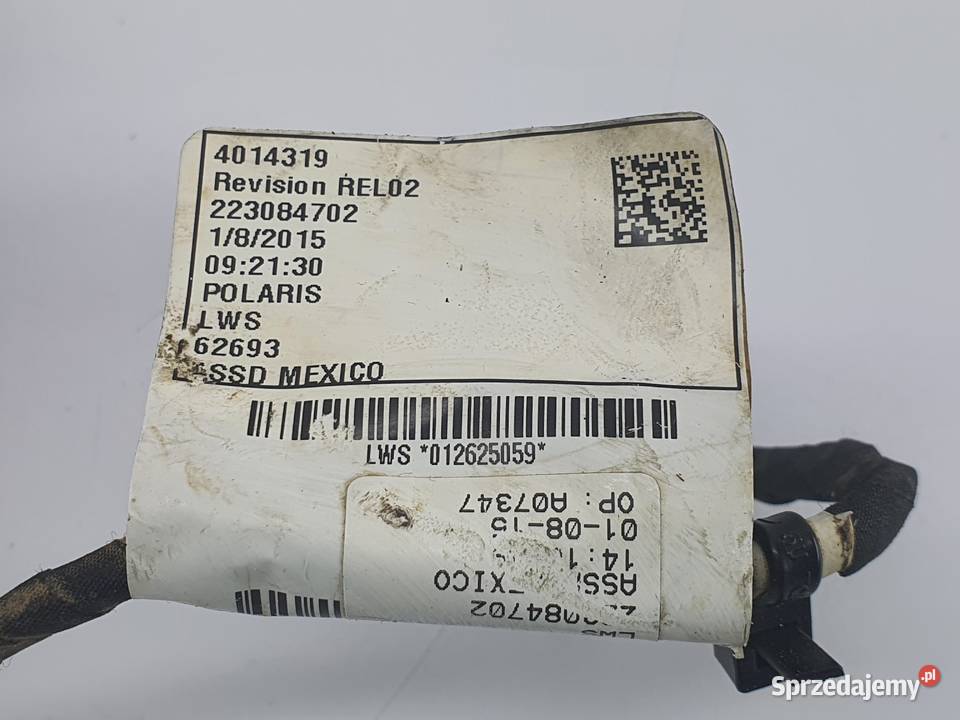 4014319
Revision REL02
223084702
1/8/2015
09:21:30
POLARIS
LWS
62693
ASSD MEXICO
LWS *012625059*
OP: A07347
01-08-15
Sprzedajemy.pl